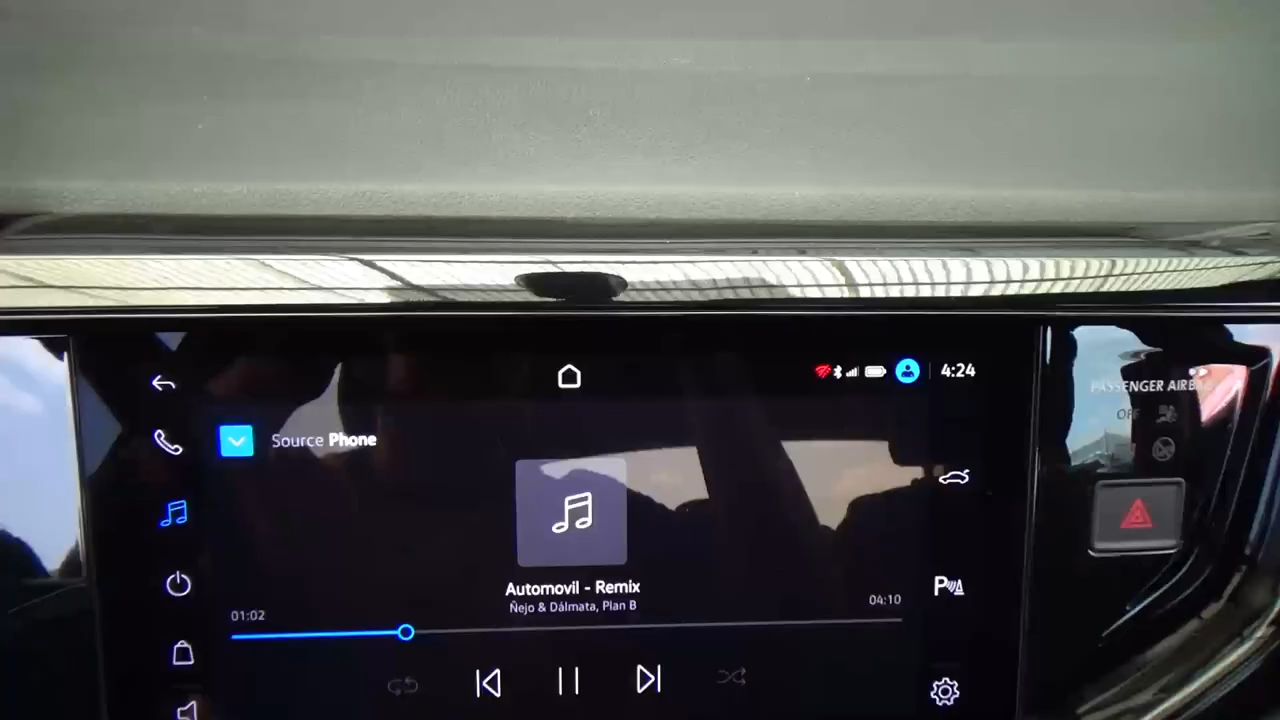 4:24
PASSENGER AIRBAG
OFF
Source Phone
Automovil - Remix
Ñejo & Dálmata, Plan B
01:02
04:10
P